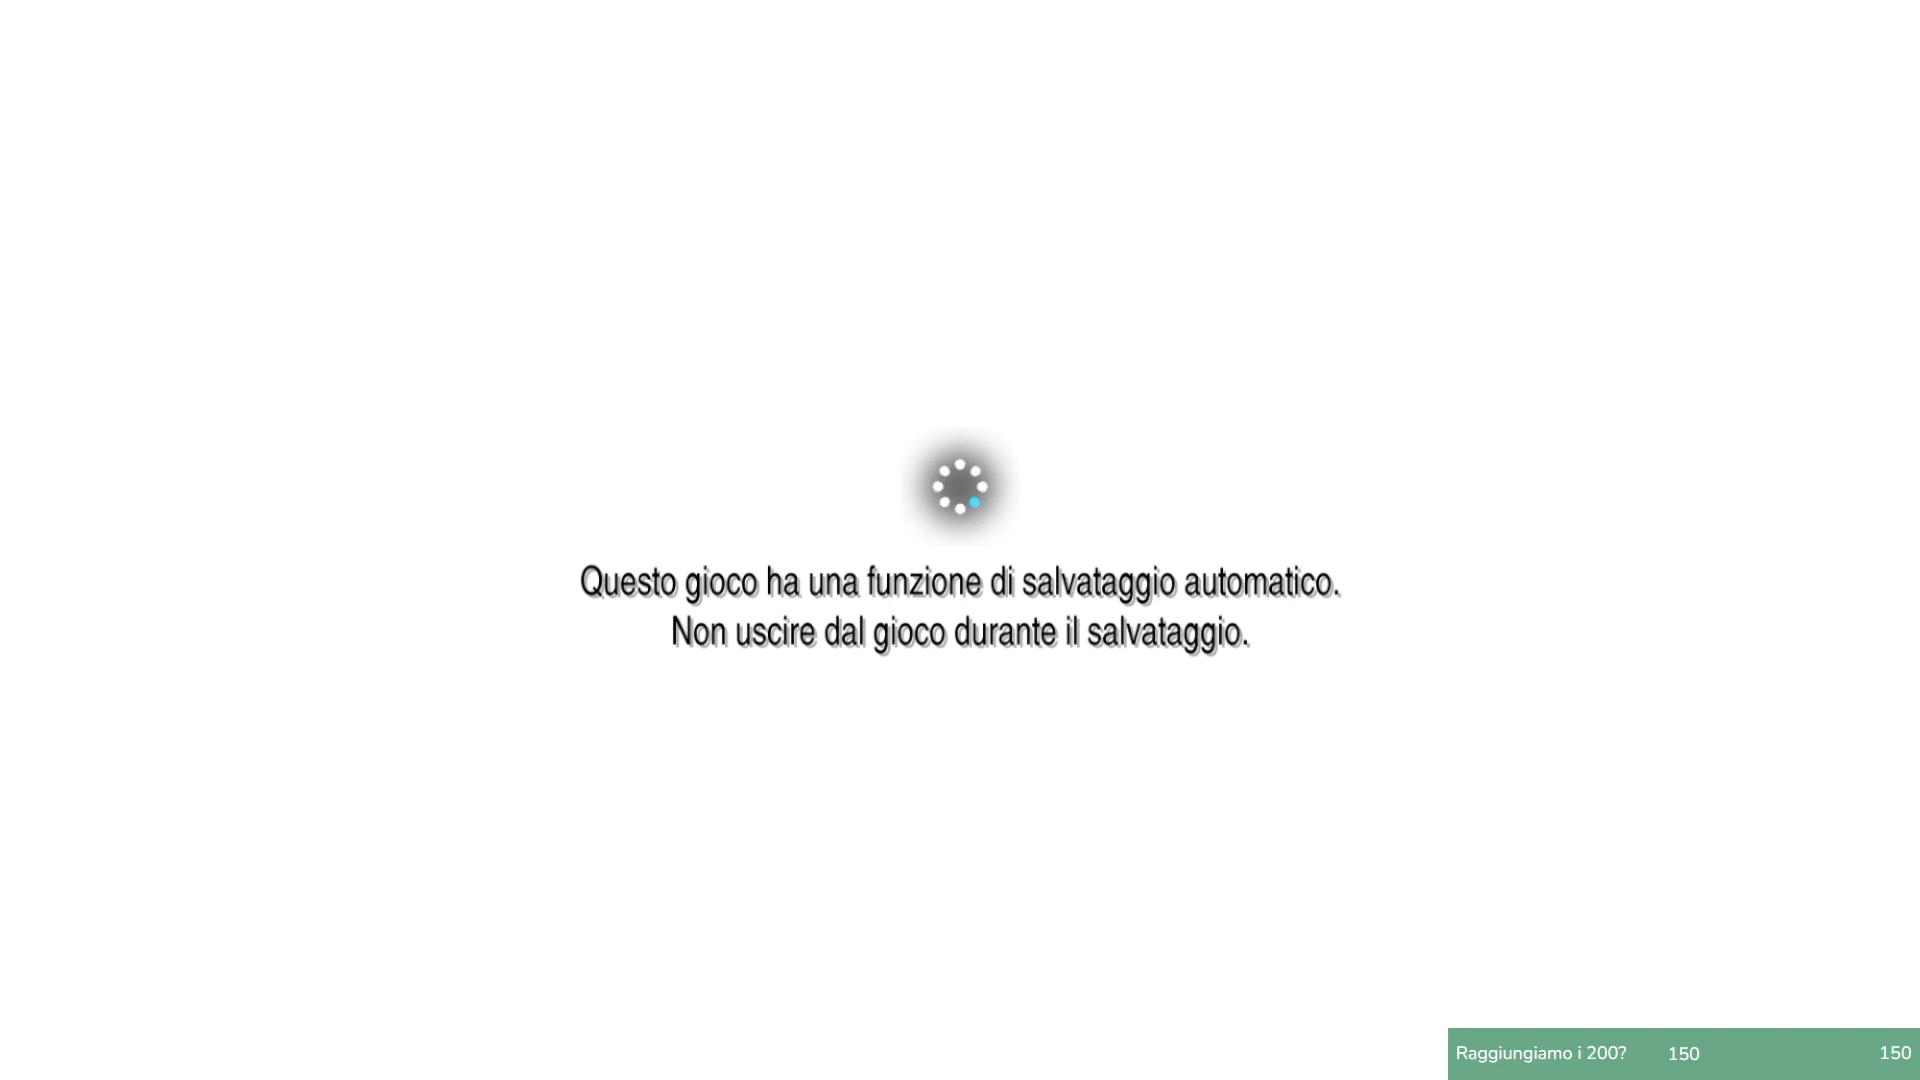 Questo gioco ha una funzione di salvataggio automatico.
Non uscire dal gioco durante il salvataggio.
Raggiungiamo i 200? 150 150